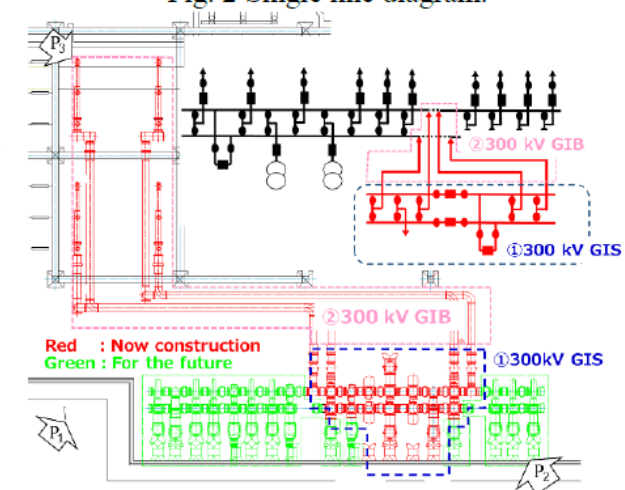 Fig. 2 Single line diagram.
P3
②300 kV GIB
①300 kV GIS
②300 kV GIB
Red : Now construction
Green : For the future
①300kV GIS
P1
P2